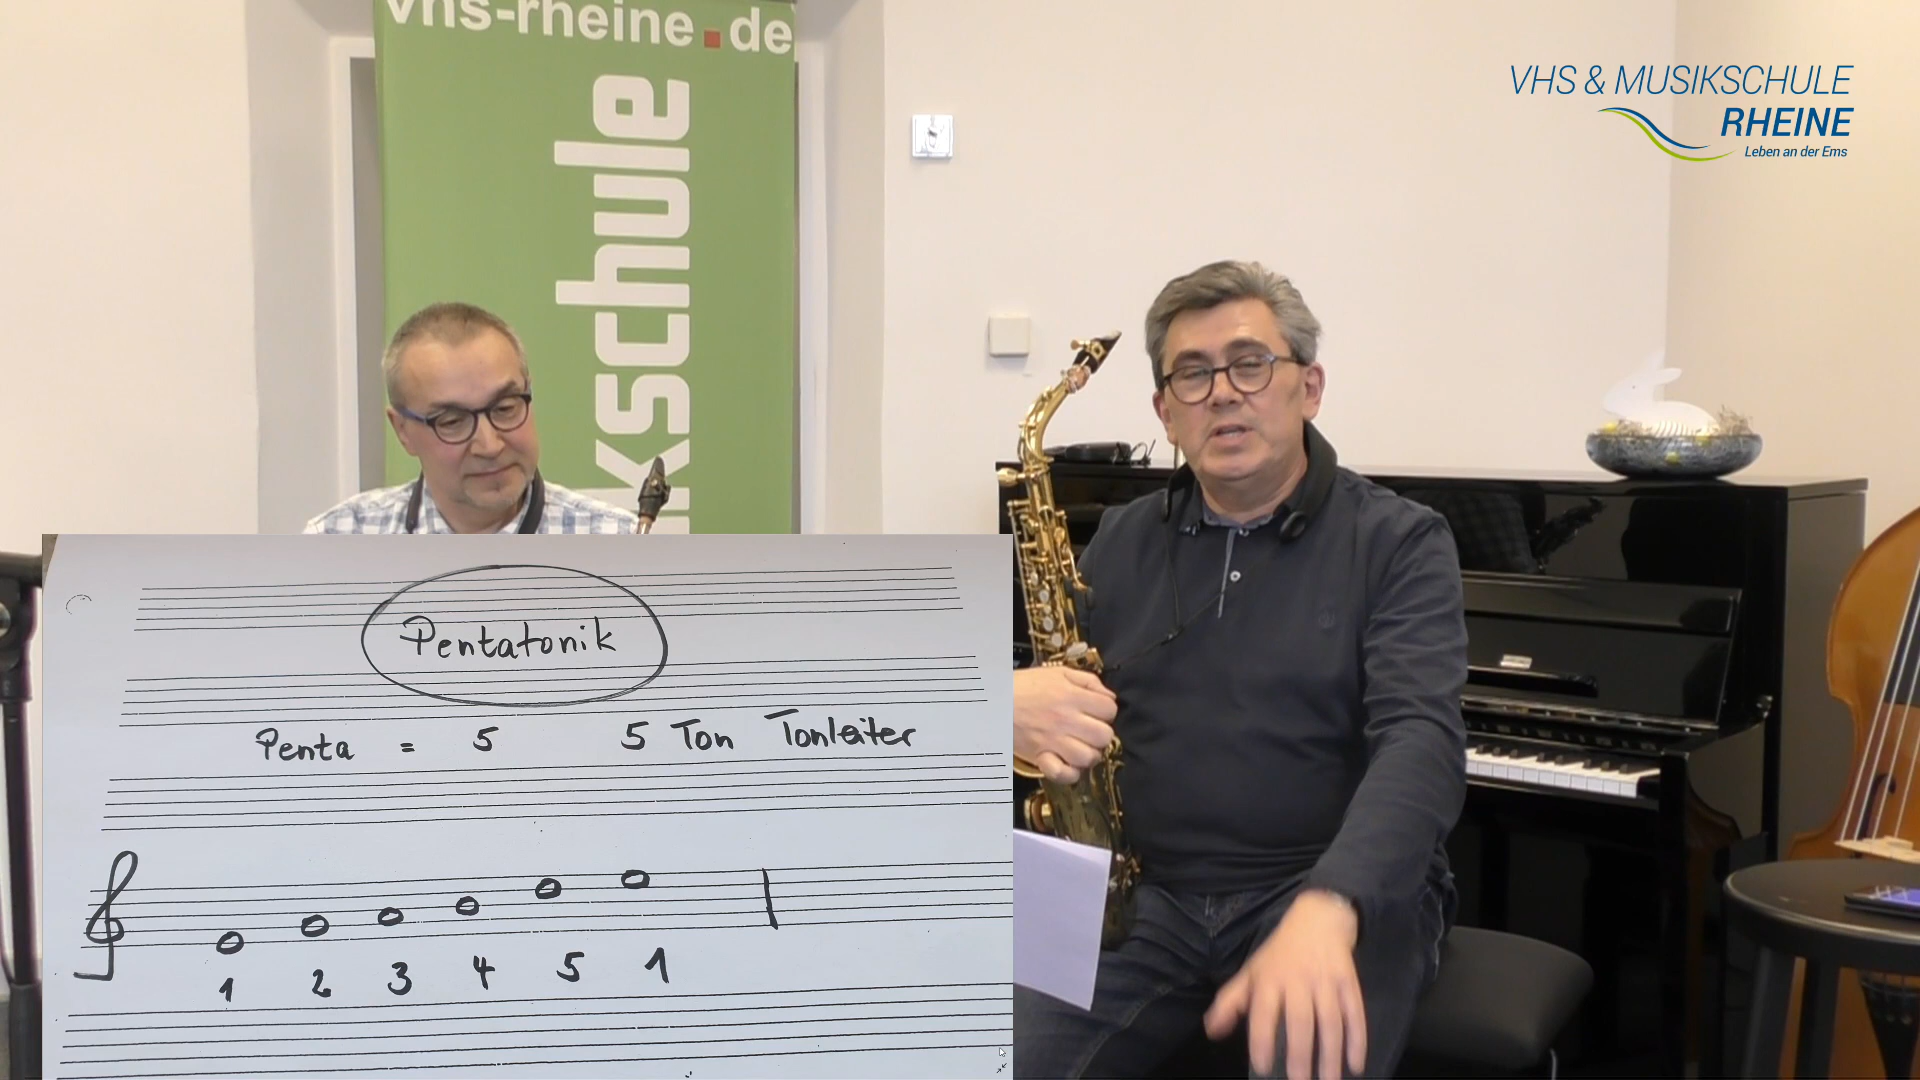 vhs-rheine.de
kschule
VHS & MUSIKSCHULE
RHEINE
Leben an der Ems
Pentatonik
Penta = 5 5 Ton Tonleiter
1 2 3 4 5 1